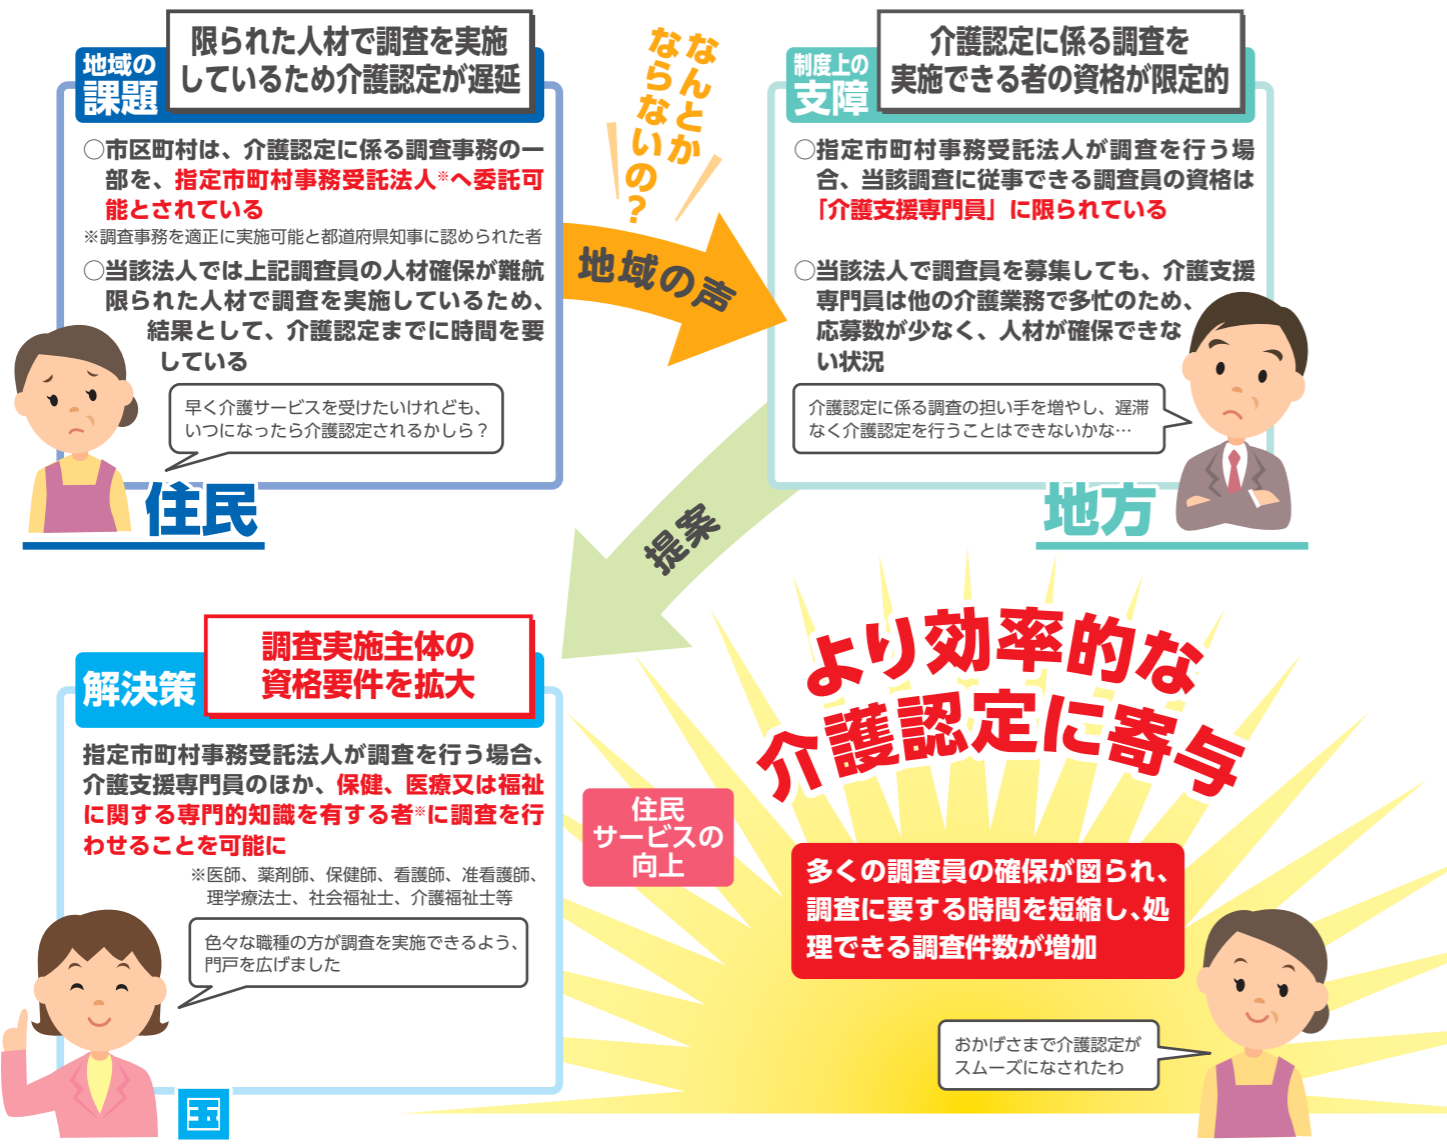 地域の
課題
限られた人材で調査を実施
しているため介護認定が遅延
○市区町村は、介護認定に係る調査事務の一
部を、指定市町村事務受託法人※へ委託可
能とされている
※調査事務を適正に実施可能と都道府県知事に認められた者
○当該法人では上記調査員の人材確保が難航
限られた人材で調査を実施しているため、
結果として、介護認定までに時間を要
している
早く介護サービスを受けたいけれども、
いつになったら介護認定されるかしら？
住民
なんとか
ならないの？
地域の声
制度上の
支障
介護認定に係る調査を
実施できる者の資格が限定的
○指定市町村事務受託法人が調査を行う場
合、当該調査に従事できる調査員の資格は
「介護支援専門員」に限られている
○当該法人で調査員を募集しても、介護支援
専門員は他の介護業務で多忙のため、
応募数が少なく、人材が確保できな
い状況
介護認定に係る調査の担い手を増やし、遅滞
なく介護認定を行うことはできないかな…
地方
提案
解決策
調査実施主体の
資格要件を拡大
指定市町村事務受託法人が調査を行う場合、
介護支援専門員のほか、保健、医療又は福祉
に関する専門的知識を有する者※に調査を行
わせることを可能に
※医師、薬剤師、保健師、看護師、准看護師、
理学療法士、社会福祉士、介護福祉士等
色々な職種の方が調査を実施できるよう、
門戸を広げました
国
住民
サービスの
向上
より効率的な
介護認定に寄与
多くの調査員の確保が図られ、
調査に要する時間を短縮し、処
理できる調査件数が増加
おかげさまで介護認定が
スムーズになされたわ